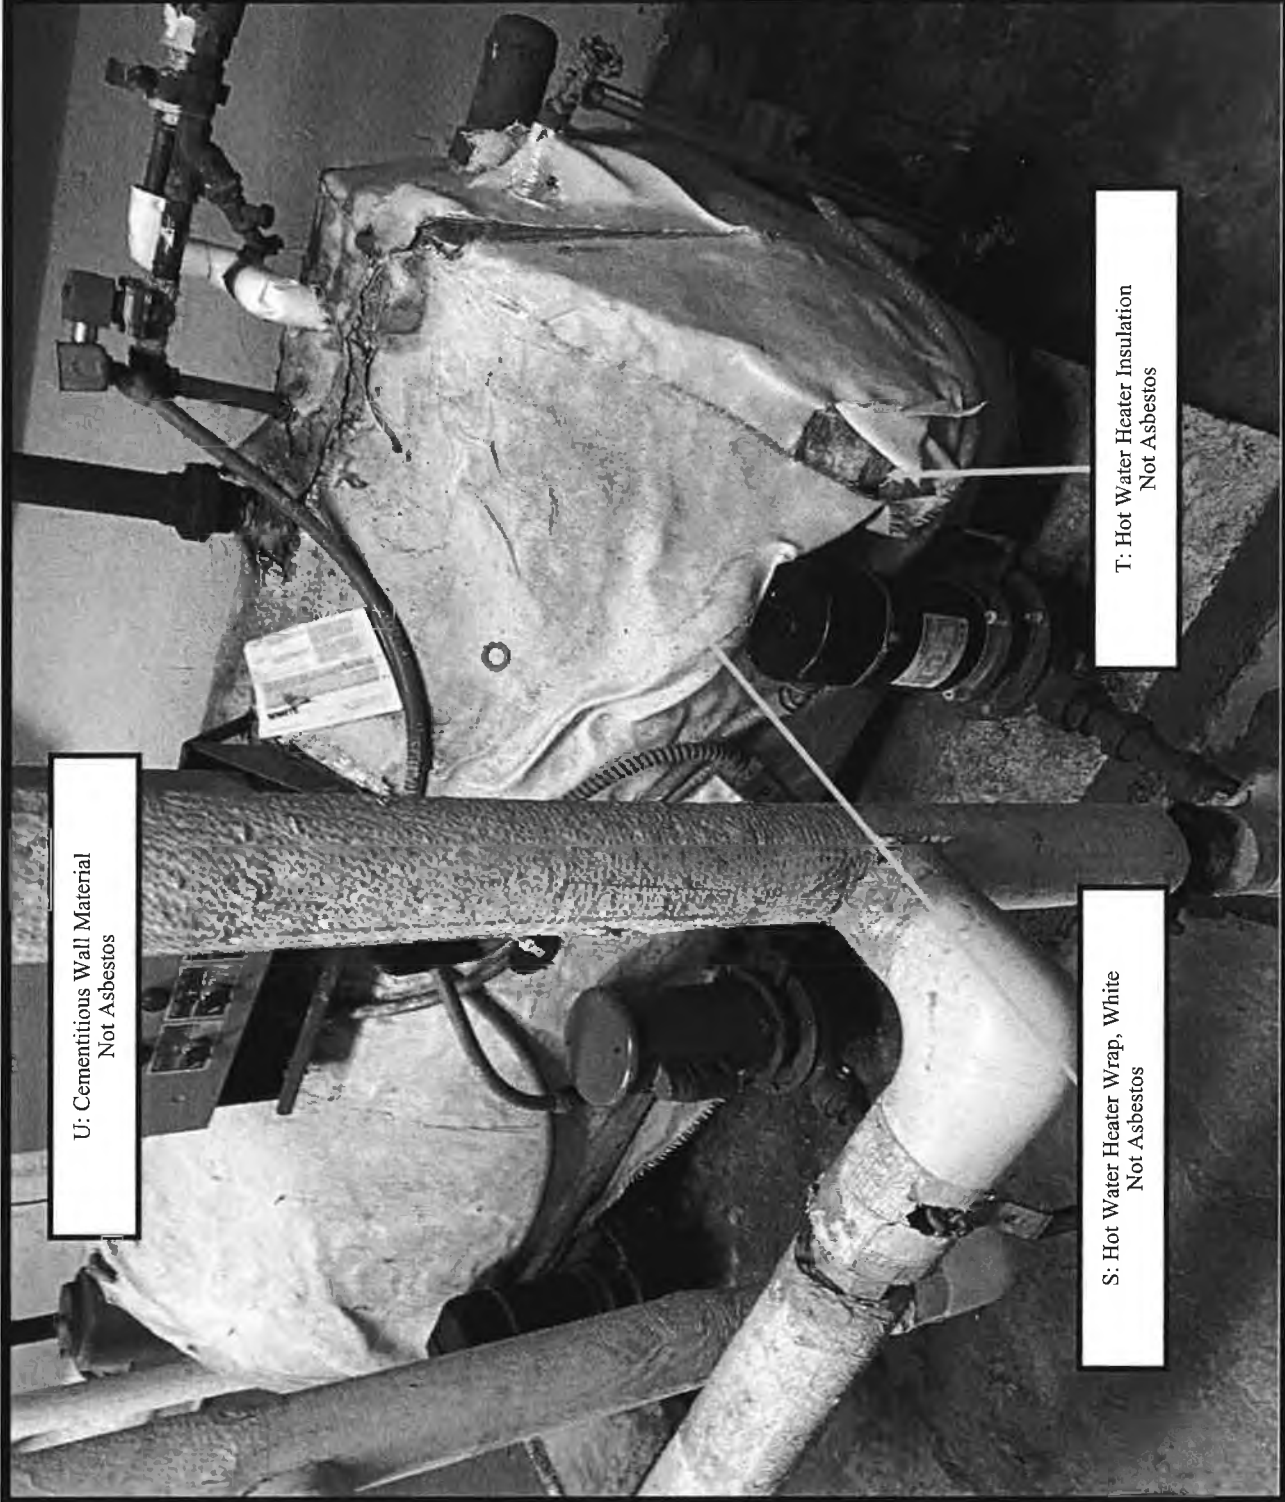 U: Cementitious Wall Material
Not Asbestos
T: Hot Water Heater Insulation
Not Asbestos
S: Hot Water Heater Wrap, White
Not Asbestos